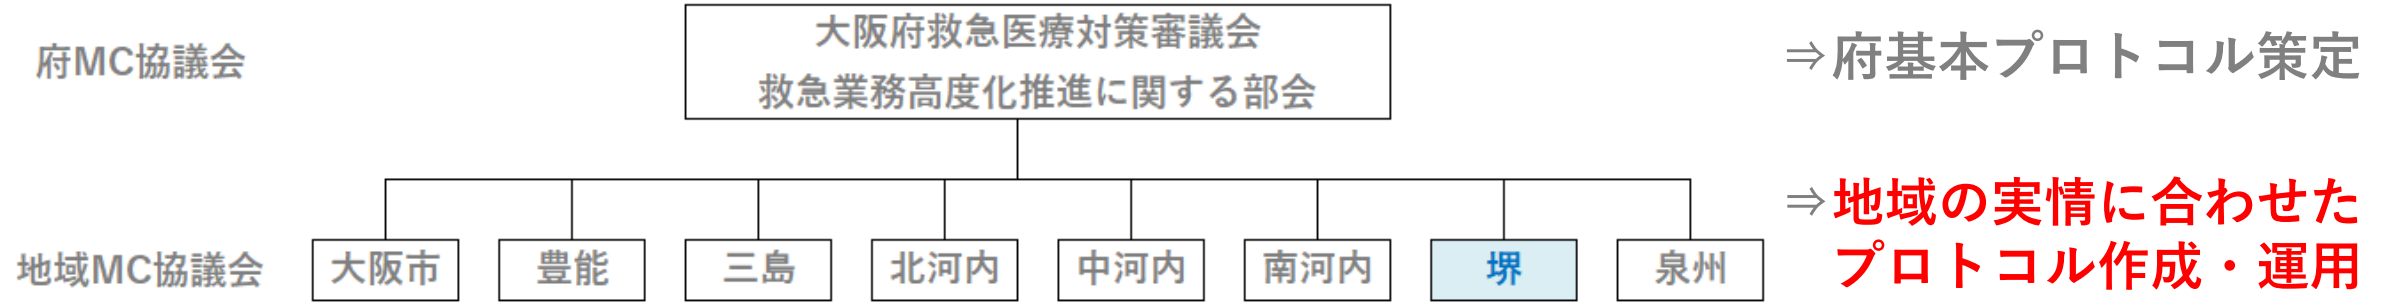 府MC協議会
大阪府救急医療対策審議会
救急業務高度化推進に関する部会
⇒府基本プロトコル策定
地域MC協議会
大阪市
豊能
三島
北河内
中河内
南河内
堺
泉州
⇒地域の実情に合わせた
プロトコル作成・運用